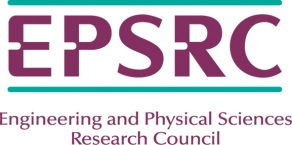 EPSRC
Engineering and Physical Sciences
Research Council